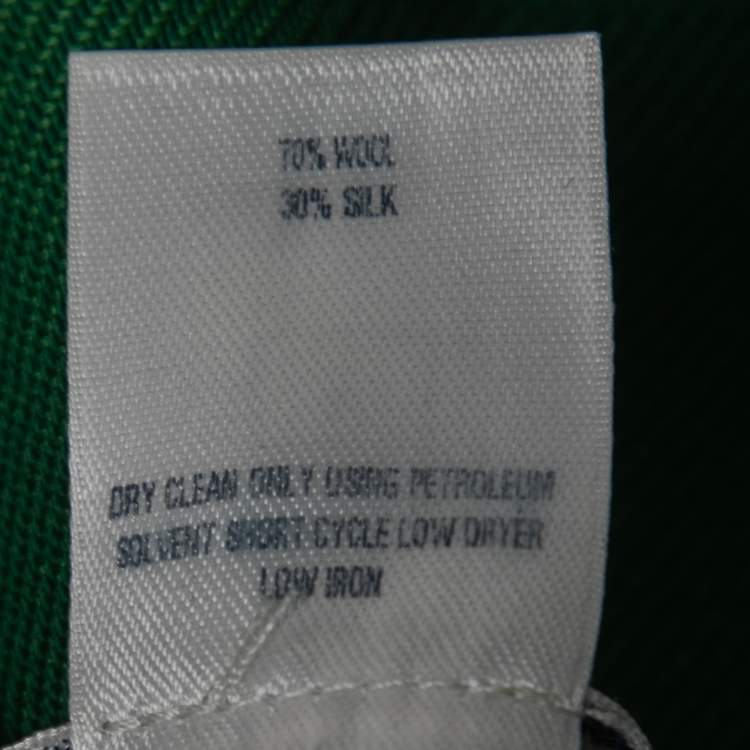 70% WOOL
30% SILK
DRY CLEAN ONLY USING PETROLEUM
SOLVENT SHORT CYCLE LOW DRYER
LOW IRON